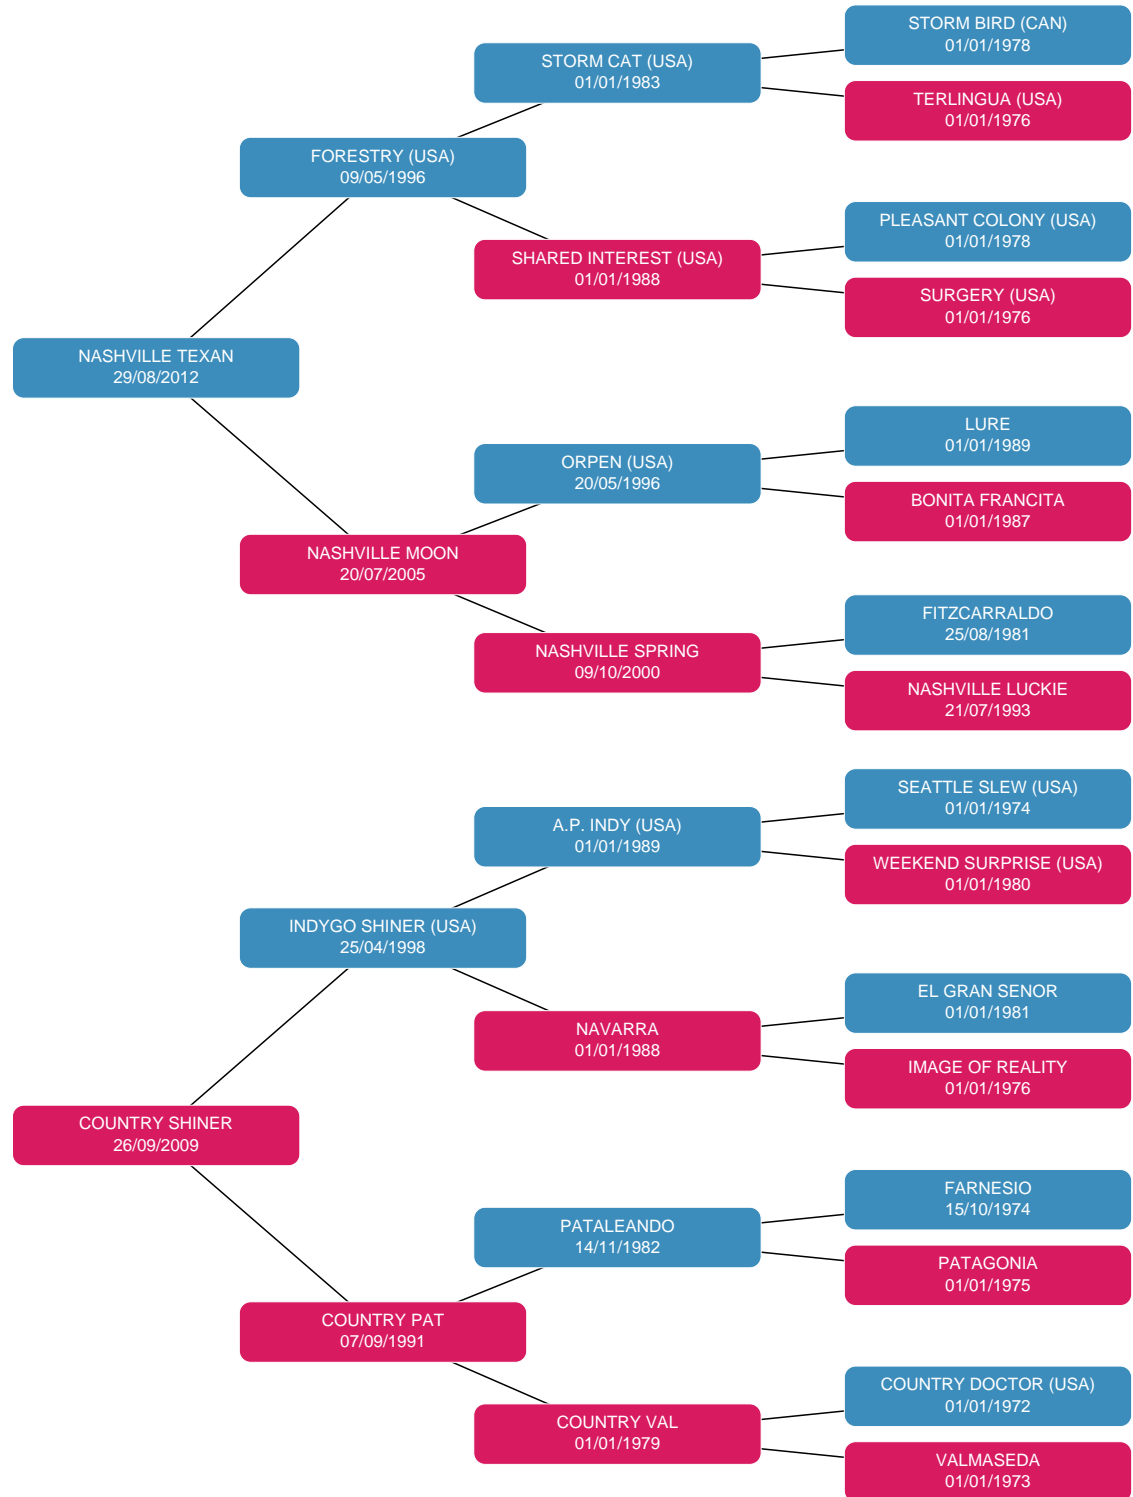 STORM BIRD (CAN)
01/01/1978
STORM CAT (USA)
01/01/1983
TERLINGUA (USA)
01/01/1976
FORESTRY (USA)
09/05/1996
PLEASANT COLONY (USA)
01/01/1978
SHARED INTEREST (USA)
01/01/1988
SURGERY (USA)
01/01/1976
NASHVILLE TEXAN
29/08/2012
LURE
01/01/1989
ORPEN (USA)
20/05/1996
BONITA FRANCITA
01/01/1987
NASHVILLE MOON
20/07/2005
FITZCARRALDO
25/08/1981
NASHVILLE SPRING
09/10/2000
NASHVILLE LUCKIE
21/07/1993
SEATTLE SLEW (USA)
01/01/1974
A.P. INDY (USA)
01/01/1989
WEEKEND SURPRISE (USA)
01/01/1980
INDYGO SHINER (USA)
25/04/1998
EL GRAN SENOR
01/01/1981
NAVARRA
01/01/1988
IMAGE OF REALITY
01/01/1976
COUNTRY SHINER
26/09/2009
FARNESIO
15/10/1974
PATALEANDO
14/11/1982
PATAGONIA
01/01/1975
COUNTRY PAT
07/09/1991
COUNTRY DOCTOR (USA)
01/01/1972
COUNTRY VAL
01/01/1979
VALMASEDA
01/01/1973